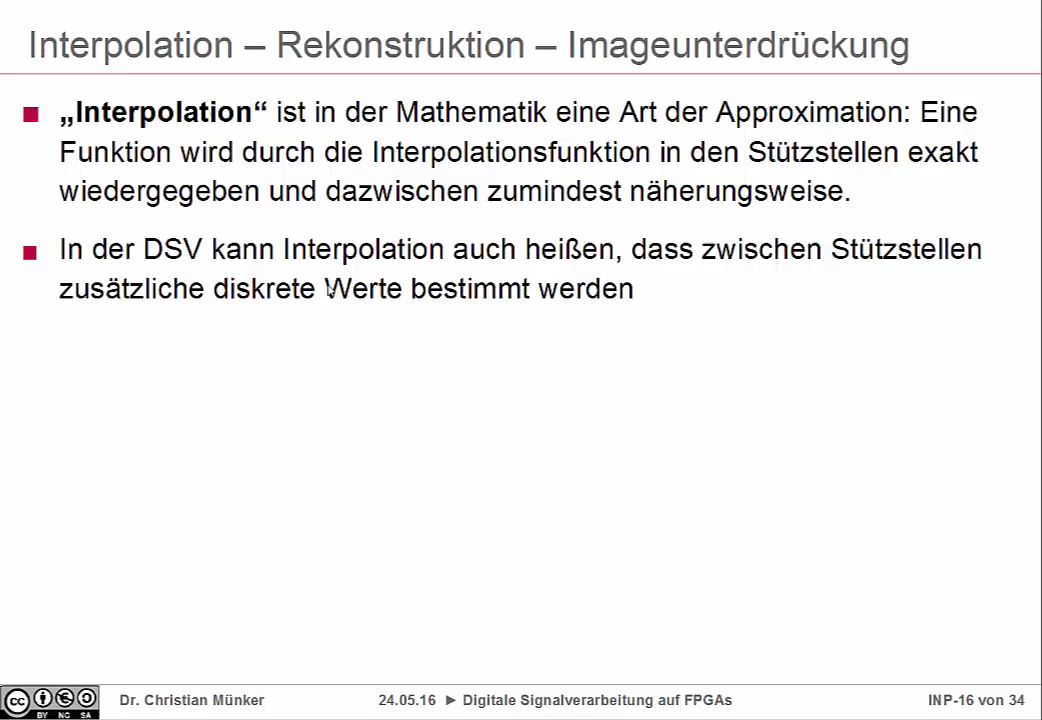 Interpolation – Rekonstruktion – Imageunterdrückung
„Interpolation“ ist in der Mathematik eine Art der Approximation: Eine
Funktion wird durch die Interpolationsfunktion in den Stützstellen exakt
wiedergegeben und dazwischen zumindest näherungsweise.
In der DSV kann Interpolation auch heißen, dass zwischen Stützstellen
zusätzliche diskrete Werte bestimmt werden
cc BY NC SA Dr. Christian Münker 24.05.16 ► Digitale Signalverarbeitung auf FPGAs INP-16 von 34